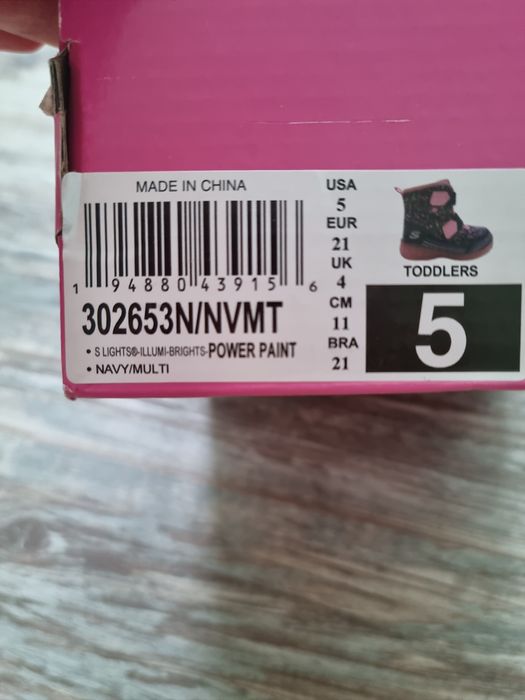 MADE IN CHINA
1 94880 43915 6
302653N/NVMT
• S LIGHTS®-ILLUMI-BRIGHTS-POWER PAINT
• NAVY/MULTI
USA
5
EUR
21
UK
4
CM
11
BRA
21
TODDLERS
5